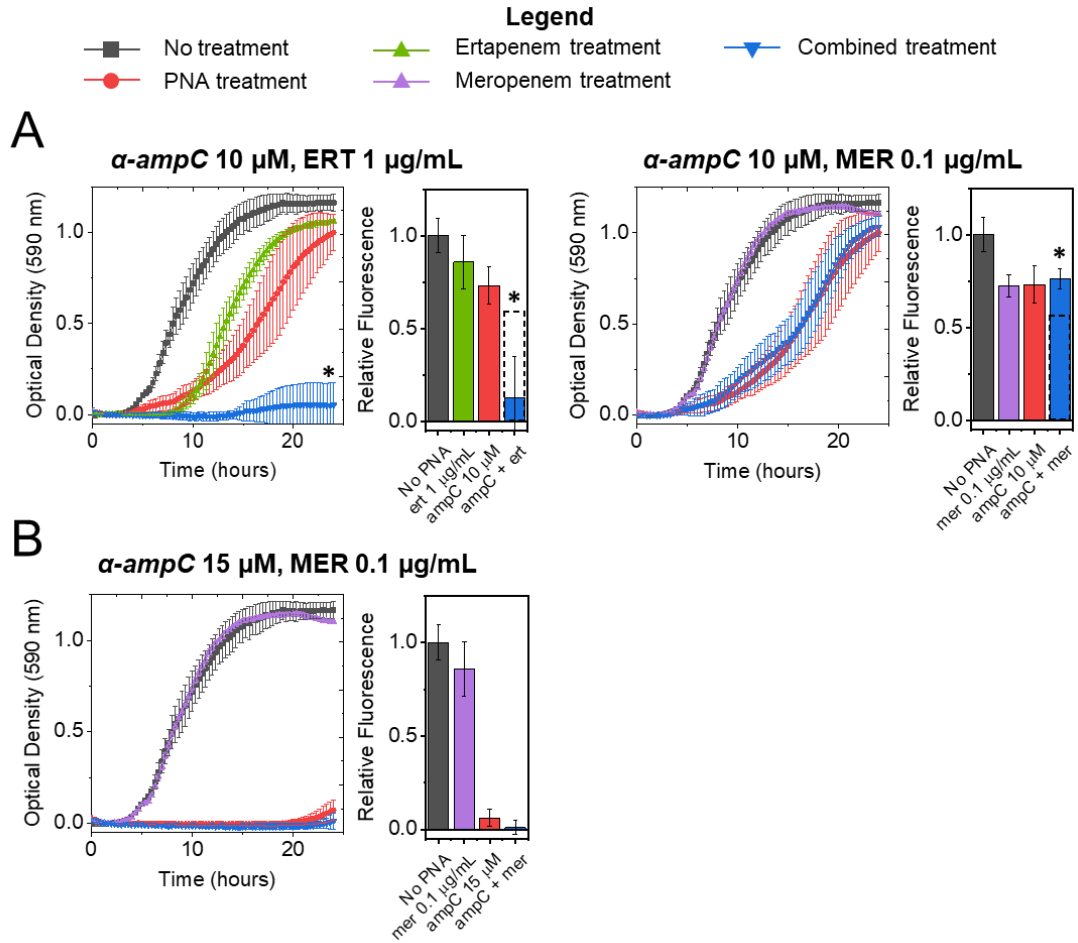 Legend
No treatment
Ertapenem treatment
Combined treatment
PNA treatment
Meropenem treatment
A
α-ampC 10 µM, ERT 1 µg/mL
Optical Density (590 nm)
1.0
0.5
0.0
*
0
10
20
Time (hours)
Relative Fluorescence
1.0
0.5
0.0
*
No PNA
ert 1 µg/mL
ampC 10 µM
ampC + ert
α-ampC 10 µM, MER 0.1 µg/mL
Optical Density (590 nm)
1.0
0.5
0.0
0
10
20
Time (hours)
Relative Fluorescence
1.0
0.5
0.0
*
No PNA
mer 0.1 µg/mL
ampC 10 µM
ampC + mer
B
α-ampC 15 µM, MER 0.1 µg/mL
Optical Density (590 nm)
1.0
0.5
0.0
0
10
20
Time (hours)
Relative Fluorescence
1.0
0.5
0.0
No PNA
mer 0.1 µg/mL
ampC 15 µM
ampC + mer